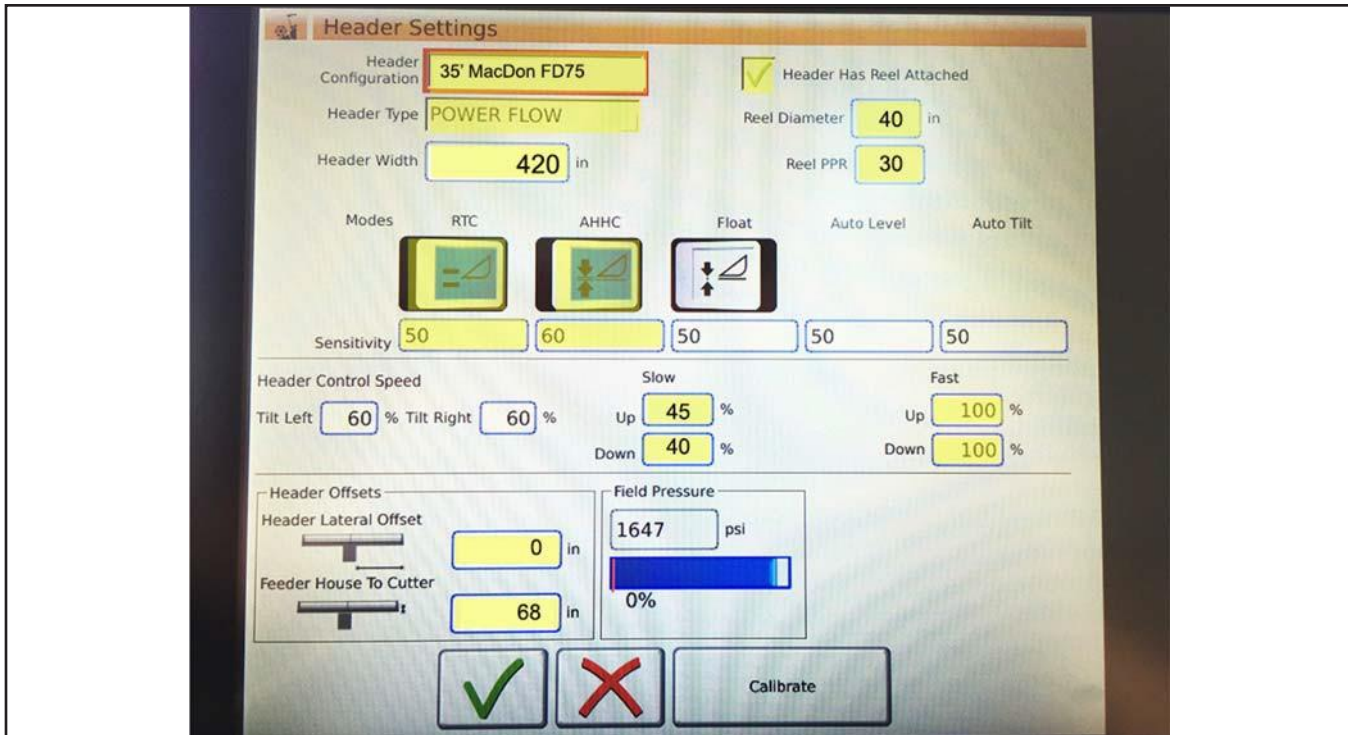 Header Settings
Header Configuration 35' MacDon FD75
Header Has Reel Attached
Header Type POWER FLOW
Reel Diameter 40 in
Header Width 420 in
Reel PPR 30
Modes RTC AHHC Float Auto Level Auto Tilt
Sensitivity 50 60 50 50 50
Header Control Speed Slow Fast
Tilt Left 60 % Tilt Right 60 % Up 45 % Up 100 %
Down 40 % Down 100 %
Header Offsets Field Pressure
Header Lateral Offset
0 in
1647 psi
Feeder House To Cutter
68 in
0%
Calibrate